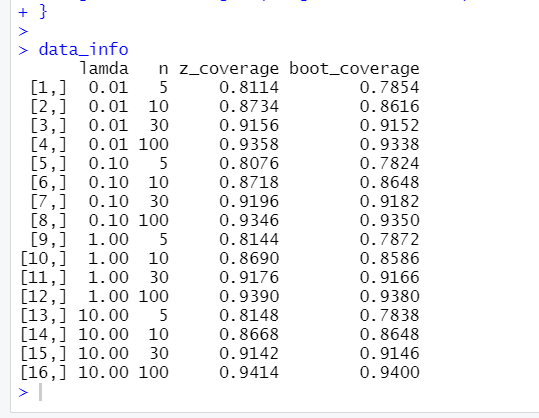 + }
>
> data_info
lamda n z_coverage boot_coverage
[1,] 0.01 5 0.8114 0.7854
[2,] 0.01 10 0.8734 0.8616
[3,] 0.01 30 0.9156 0.9152
[4,] 0.01 100 0.9358 0.9338
[5,] 0.10 5 0.8076 0.7824
[6,] 0.10 10 0.8718 0.8648
[7,] 0.10 30 0.9196 0.9182
[8,] 0.10 100 0.9346 0.9350
[9,] 1.00 5 0.8144 0.7872
[10,] 1.00 10 0.8690 0.8586
[11,] 1.00 30 0.9176 0.9166
[12,] 1.00 100 0.9390 0.9380
[13,] 10.00 5 0.8148 0.7838
[14,] 10.00 10 0.8668 0.8648
[15,] 10.00 30 0.9142 0.9146
[16,] 10.00 100 0.9414 0.9400
>